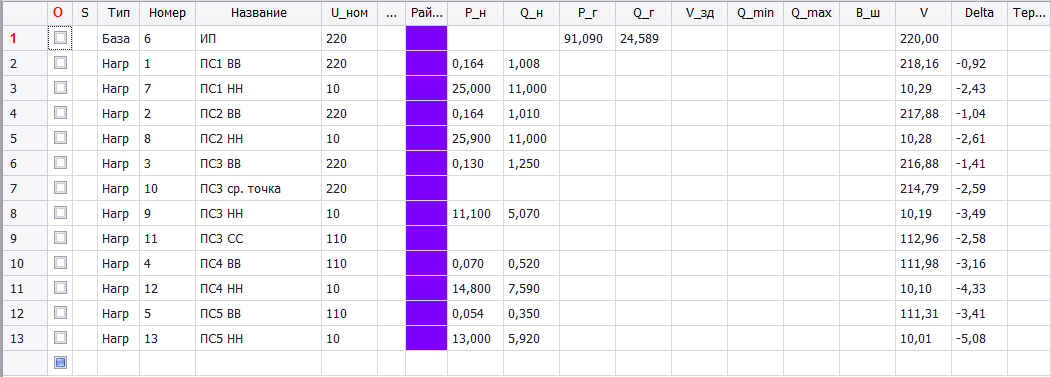 O S Тип Номер Название U_ном ... Рай... P_н Q_н P_г Q_г V_зд Q_min Q_max B_ш V Delta Тер...
1 База 6 ИП 220 91,090 24,589 220,00
2 Нагр 1 ПС1 ВВ 220 0,164 1,008 218,16 -0,92
3 Нагр 7 ПС1 НН 10 25,000 11,000 10,29 -2,43
4 Нагр 2 ПС2 ВВ 220 0,164 1,010 217,88 -1,04
5 Нагр 8 ПС2 НН 10 25,900 11,000 10,28 -2,61
6 Нагр 3 ПС3 ВВ 220 0,130 1,250 216,88 -1,41
7 Нагр 10 ПС3 ср. точка 220 214,79 -2,59
8 Нагр 9 ПС3 НН 10 11,100 5,070 10,19 -3,49
9 Нагр 11 ПС3 СС 110 112,96 -2,58
10 Нагр 4 ПС4 ВВ 110 0,070 0,520 111,98 -3,16
11 Нагр 12 ПС4 НН 10 14,800 7,590 10,10 -4,33
12 Нагр 5 ПС5 ВВ 110 0,054 0,350 111,31 -3,41
13 Нагр 13 ПС5 НН 10 13,000 5,920 10,01 -5,08